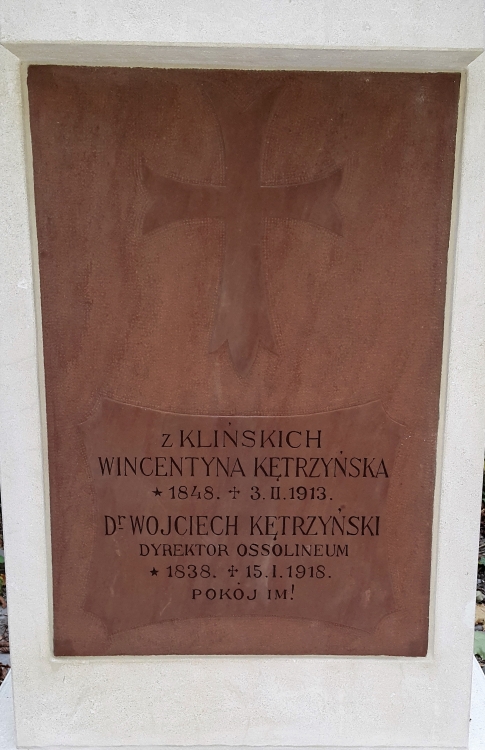 z KLIŃSKICH
WINCENTYNA KĘTRZYŃSKA
★ 1848. ✢ 3.II.1913.
Dr WOJCIECH KĘTRZYŃSKI
DYREKTOR OSSOLINEUM
★ 1838. ✢ 15.I.1918.
POKÓJ IM!